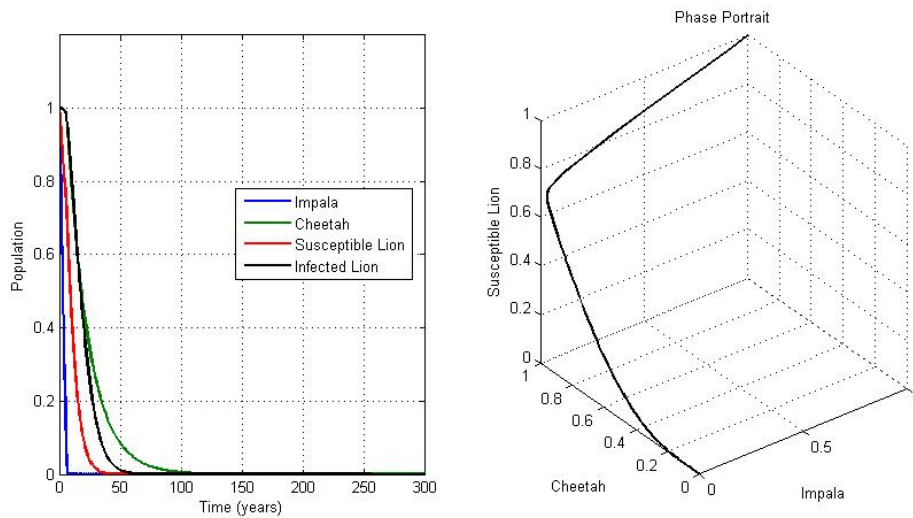 Population
1
0.8
0.6
0.4
0.2
0
0 50 100 150 200 250 300
Time (years)
Impala
Cheetah
Susceptible Lion
Infected Lion
Phase Portrait
Susceptible Lion
1
0.8
0.6
0.4
0.2
0
1
0.8
0.6
0.4
0.2
0
Cheetah
0
0.5
Impala